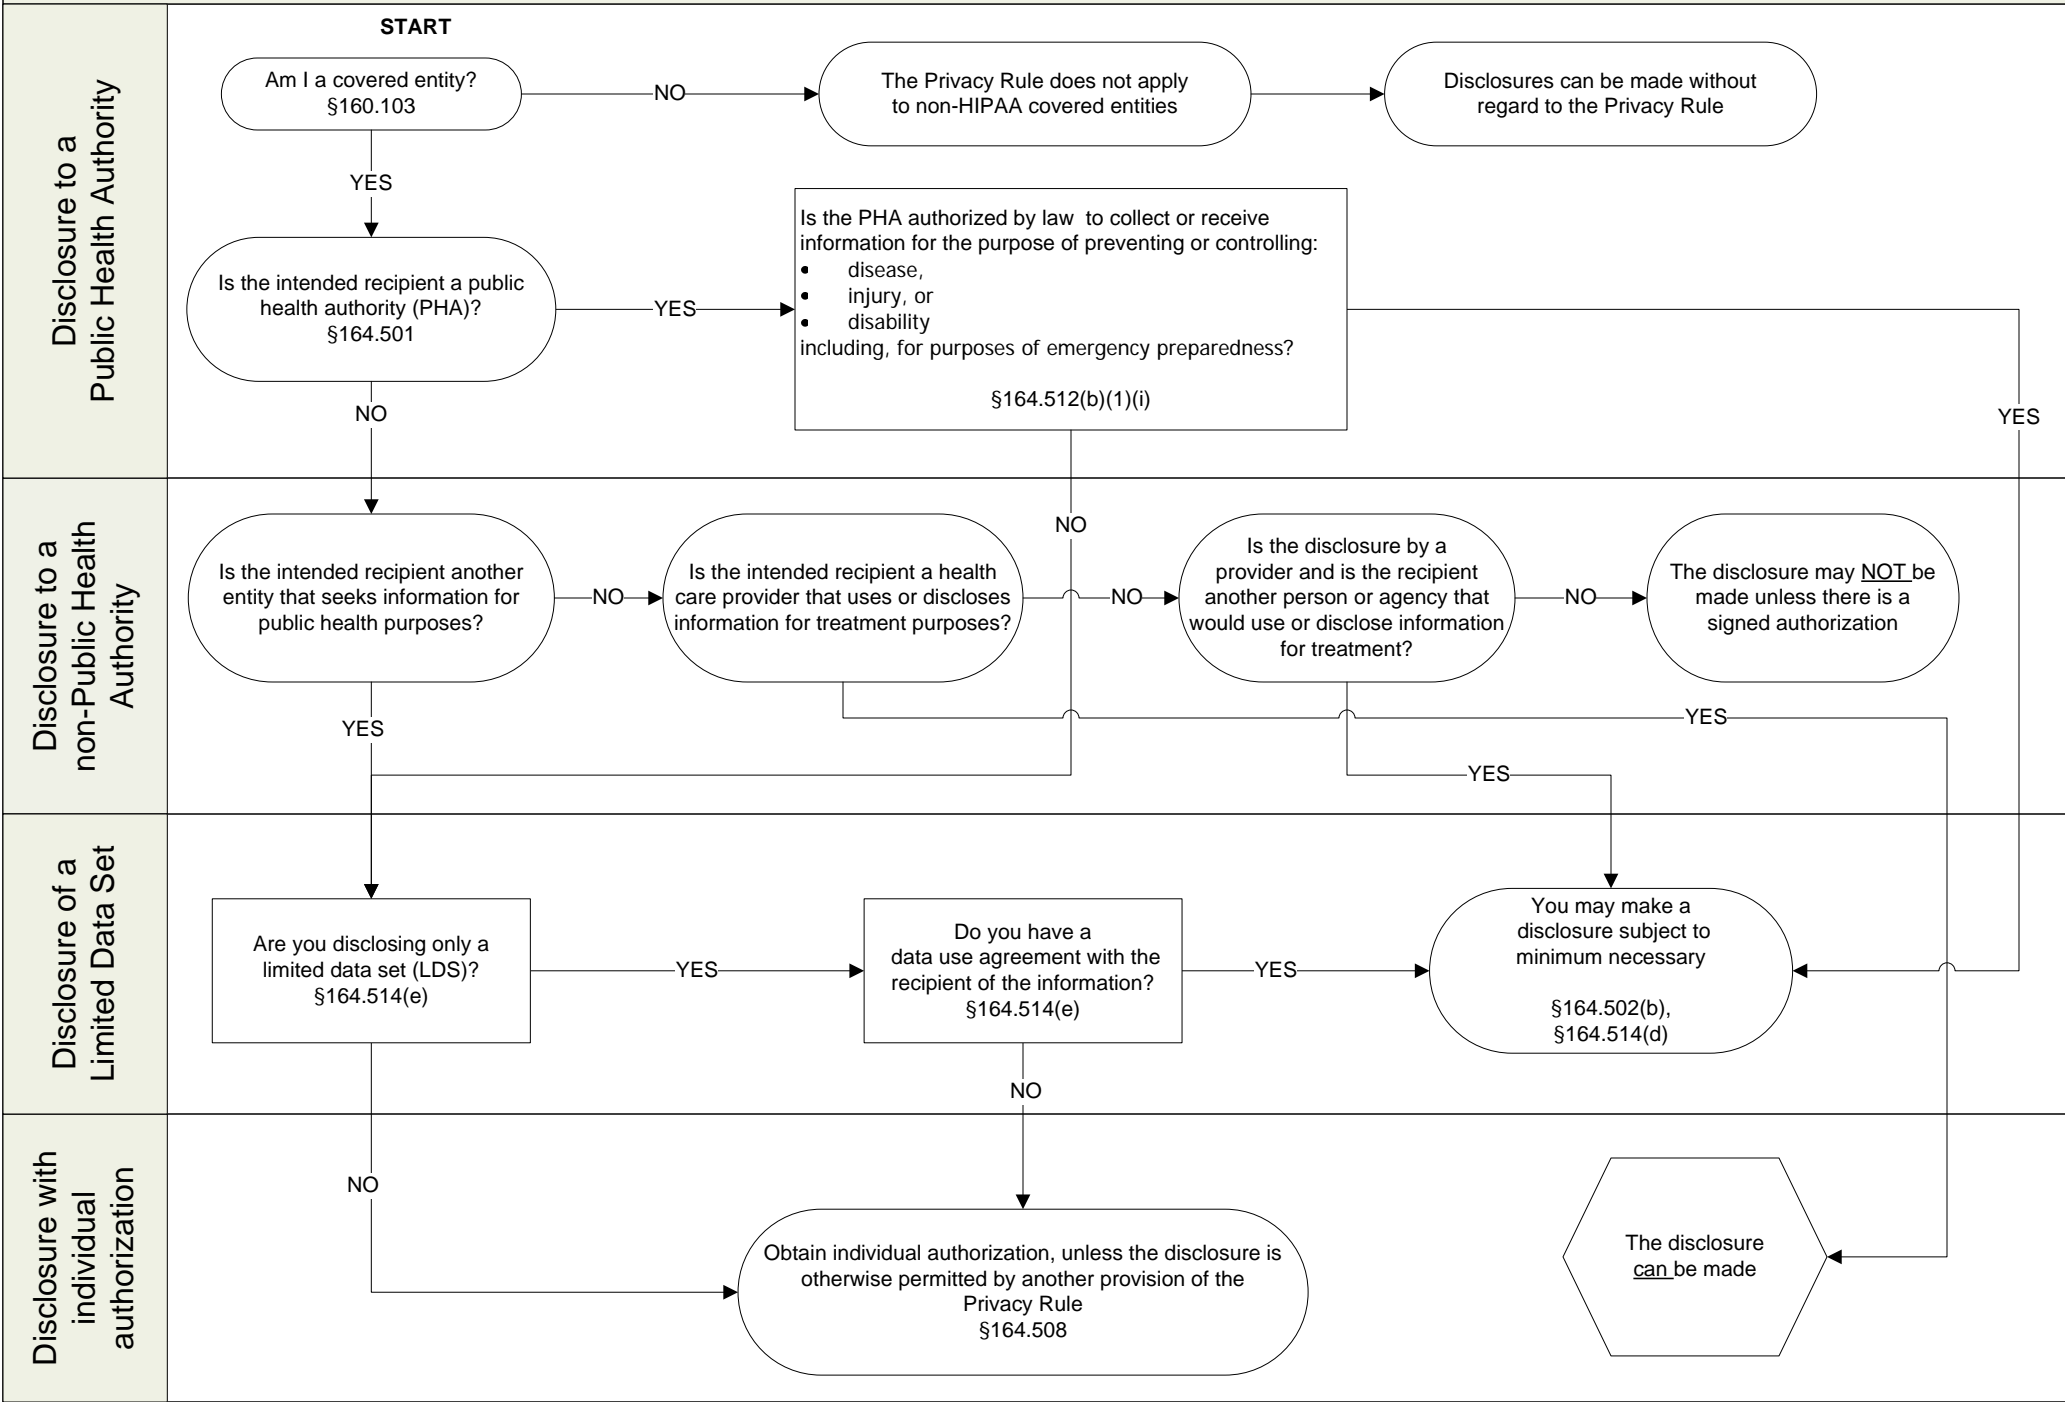 START
Disclosure to a
Public Health Authority
Am I a covered entity?
§160.103
NO
The Privacy Rule does not apply
to non-HIPAA covered entities
Disclosures can be made without
regard to the Privacy Rule
YES
Is the intended recipient a public
health authority (PHA)?
§164.501
YES
Is the PHA authorized by law to collect or receive
information for the purpose of preventing or controlling:
• disease,
• injury, or
• disability
including, for purposes of emergency preparedness?
§164.512(b)(1)(i)
YES
NO
NO
Disclosure to a
non-Public Health
Authority
Is the intended recipient another
entity that seeks information for
public health purposes?
NO
Is the intended recipient a health
care provider that uses or discloses
information for treatment purposes?
NO
Is the disclosure by a
provider and is the recipient
another person or agency that
would use or disclose information
for treatment?
NO
The disclosure may NOT be
made unless there is a
signed authorization
YES
YES
YES
Disclosure of a
Limited Data Set
Are you disclosing only a
limited data set (LDS)?
§164.514(e)
YES
Do you have a
data use agreement with the
recipient of the information?
§164.514(e)
YES
You may make a
disclosure subject to
minimum necessary
§164.502(b),
§164.514(d)
NO
NO
Disclosure with
individual
authorization
Obtain individual authorization, unless the disclosure is
otherwise permitted by another provision of the
Privacy Rule
§164.508
The disclosure
can be made